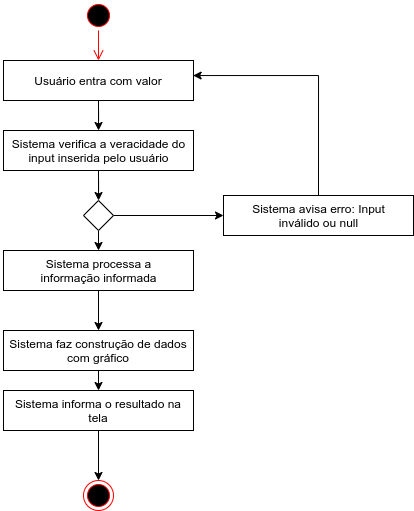 Usuário entra com valor
Sistema verifica a veracidade do
input inserida pelo usuário
Sistema avisa erro: Input
inválido ou null
Sistema processa a
informação informada
Sistema faz construção de dados
com gráfico
Sistema informa o resultado na
tela